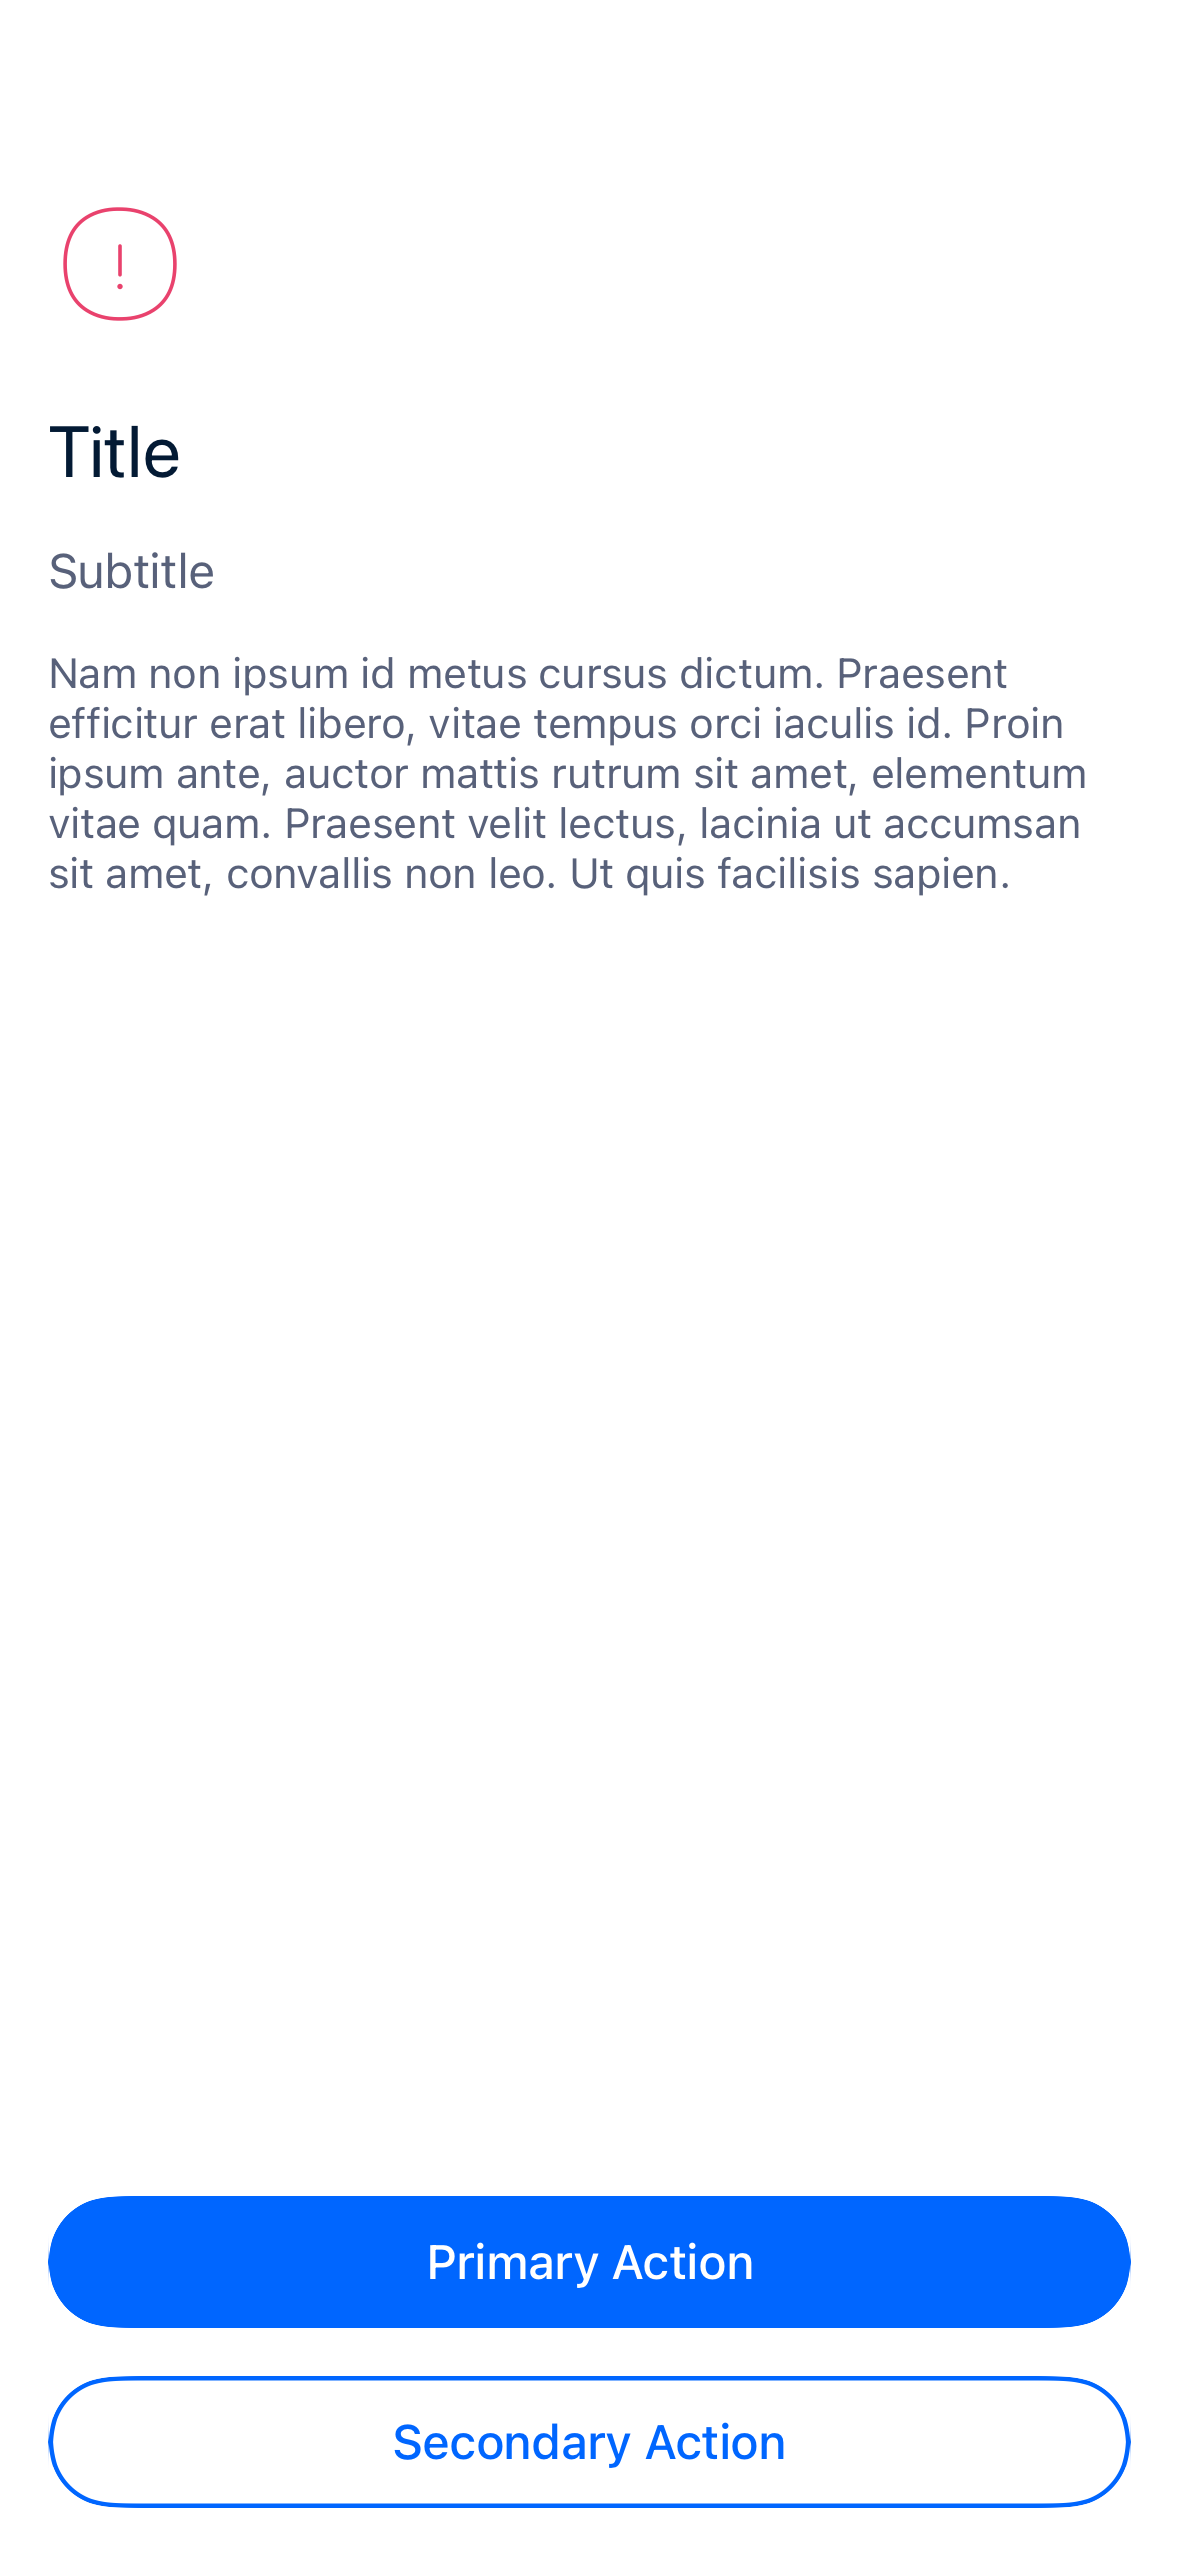 Title
Subtitle
Nam non ipsum id metus cursus dictum. Praesent
efficitur erat libero, vitae tempus orci iaculis id. Proin
ipsum ante, auctor mattis rutrum sit amet, elementum
vitae quam. Praesent velit lectus, lacinia ut accumsan
sit amet, convallis non leo. Ut quis facilisis sapien.
Primary Action
Secondary Action